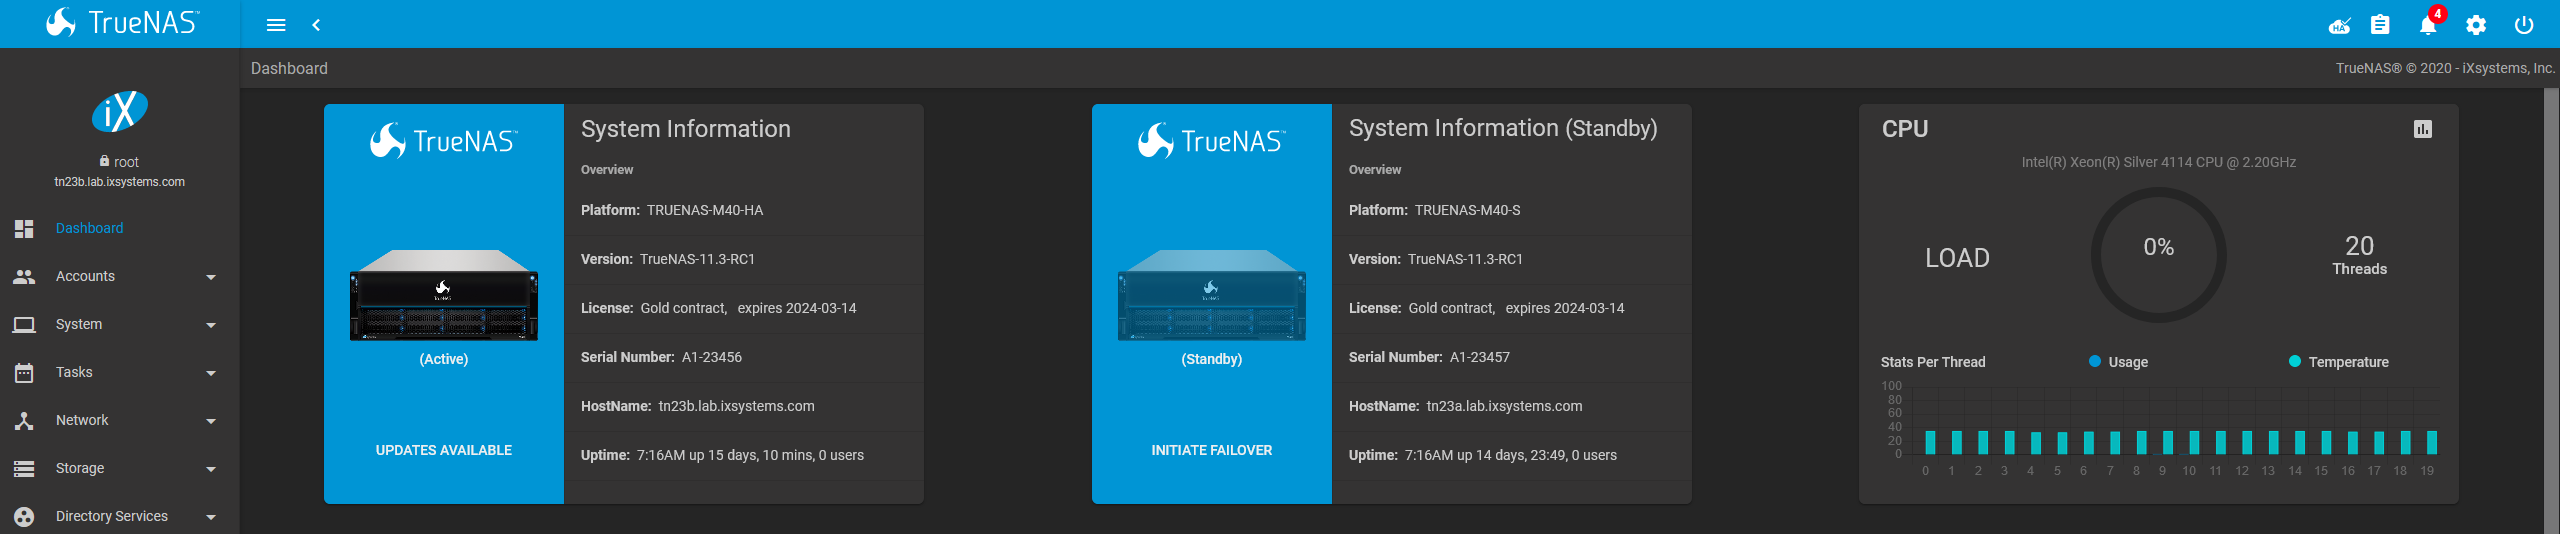 TrueNAS™
4
Dashboard
TrueNAS® © 2020 - iXsystems, Inc.
iX
root
tn23b.lab.ixsystems.com
Dashboard
Accounts
System
Tasks
Network
Storage
Directory Services
TrueNAS™
TrueNAS
(Active)
UPDATES AVAILABLE
System Information
Overview
Platform: TRUENAS-M40-HA
Version: TrueNAS-11.3-RC1
License: Gold contract, expires 2024-03-14
Serial Number: A1-23456
HostName: tn23b.lab.ixsystems.com
Uptime: 7:16AM up 15 days, 10 mins, 0 users
TrueNAS™
TrueNAS
(Standby)
INITIATE FAILOVER
System Information (Standby)
Overview
Platform: TRUENAS-M40-S
Version: TrueNAS-11.3-RC1
License: Gold contract, expires 2024-03-14
Serial Number: A1-23457
HostName: tn23a.lab.ixsystems.com
Uptime: 7:16AM up 14 days, 23:49, 0 users
CPU
Intel(R) Xeon(R) Silver 4114 CPU @ 2.20GHz
LOAD
0%
20
Threads
Stats Per Thread
Usage
Temperature
100
80
60
40
20
0
0 1 2 3 4 5 6 7 8 9 10 11 12 13 14 15 16 17 18 19
HA